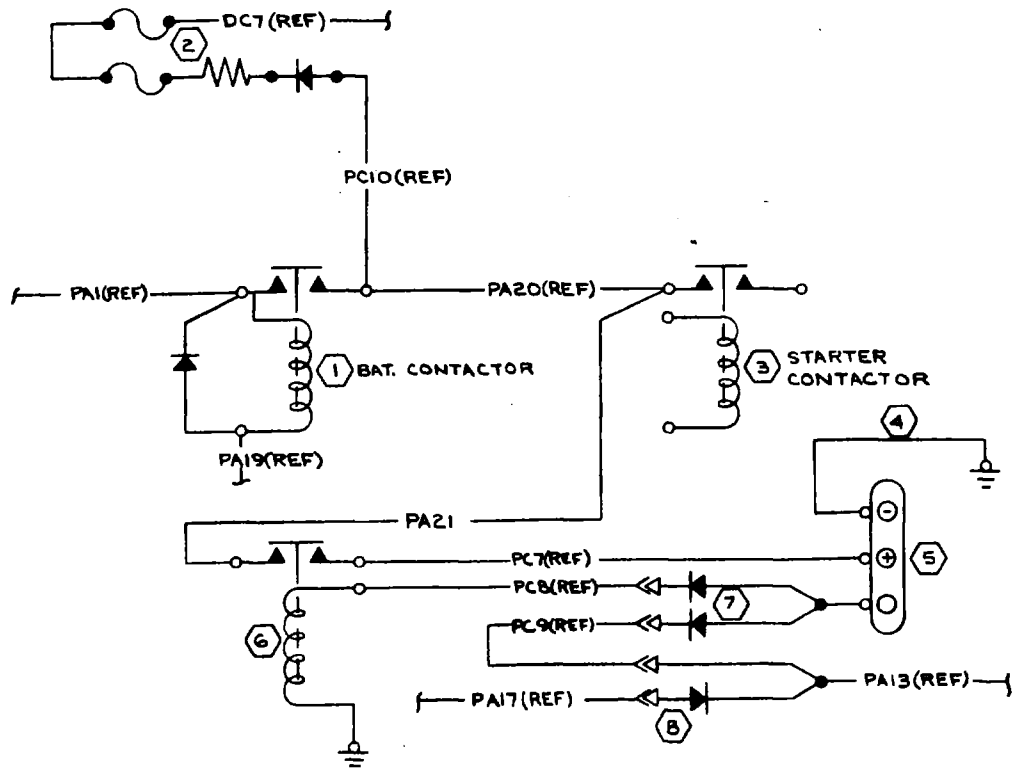 DC7(REF)
2
PC10(REF)
PA1(REF)
PA20(REF)
1 BAT. CONTACTOR
3 STARTER
CONTACTOR
4
PA19(REF)
PA21
-
PC7(REF)
+
5
PC8(REF)
7
PC9(REF)
6
PA13(REF)
PA17(REF)
8